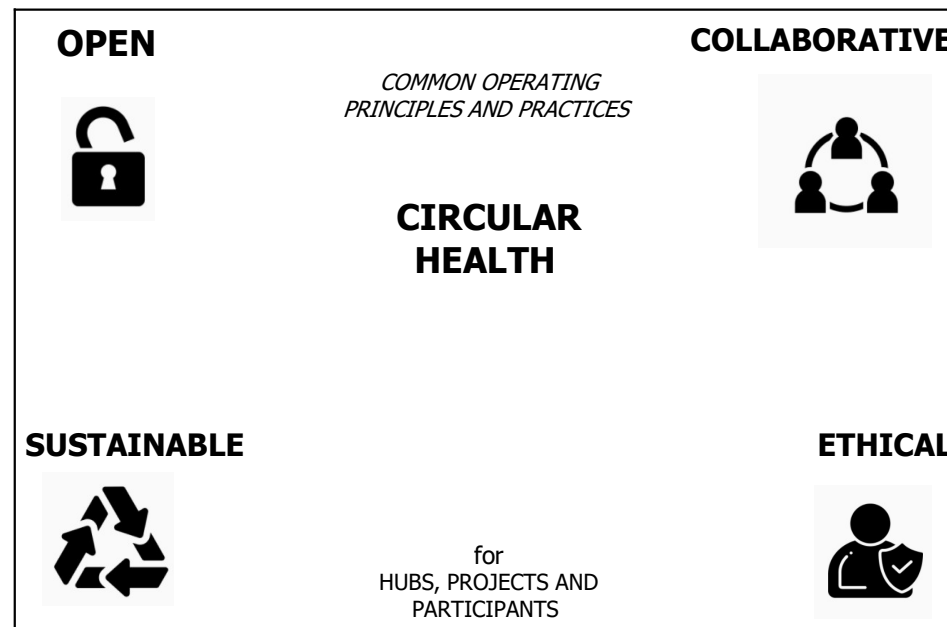 OPEN
COLLABORATIVE
COMMON OPERATING
PRINCIPLES AND PRACTICES
CIRCULAR
HEALTH
SUSTAINABLE
ETHICAL
for
HUBS, PROJECTS AND
PARTICIPANTS